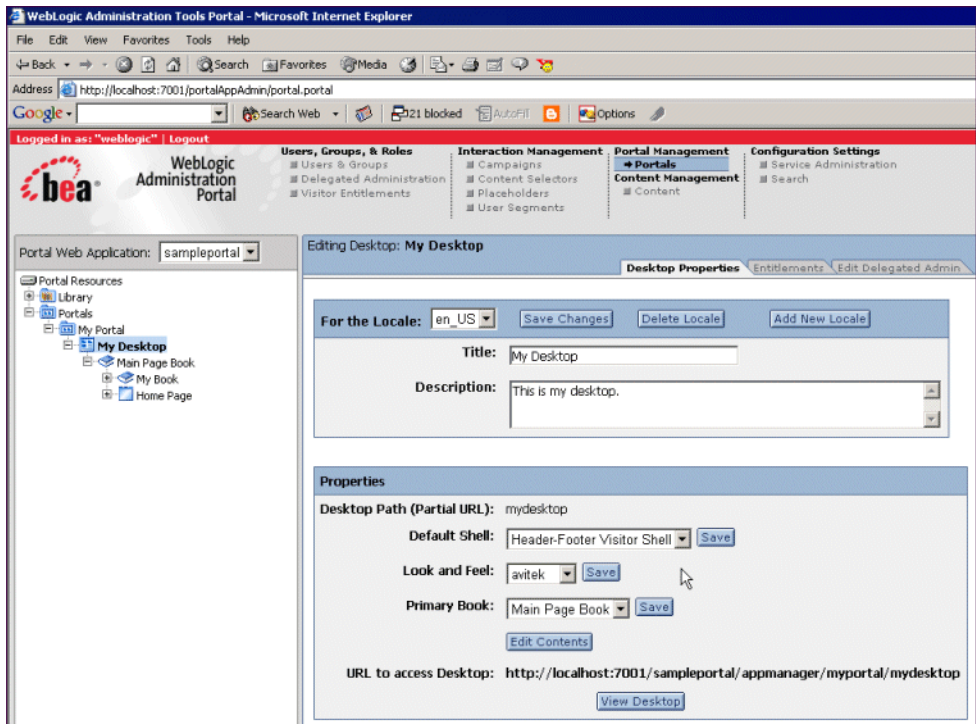 WebLogic Administration Tools Portal - Microsoft Internet Explorer
File Edit View Favorites Tools Help
Back Search Favorites Media
Address http://localhost:7001/portalAppAdmin/portal.portal
Google Search Web 321 blocked AutoFill Options
Logged in as: "weblogic" | Logout
bea
WebLogic
Administration
Portal
Users, Groups, & Roles
Users & Groups
Delegated Administration
Visitor Entitlements
Interaction Management
Campaigns
Content Selectors
Placeholders
User Segments
Portal Management
Portals
Content Management
Content
Configuration Settings
Service Administration
Search
Portal Web Application: sampleportal
Portal Resources
Library
Portals
My Portal
My Desktop
Main Page Book
My Book
Home Page
Editing Desktop: My Desktop
Desktop Properties Entitlements Edit Delegated Admin
For the Locale: en_US Save Changes Delete Locale Add New Locale
Title: My Desktop
Description: This is my desktop.
Properties
Desktop Path (Partial URL): mydesktop
Default Shell: Header-Footer Visitor Shell Save
Look and Feel: avitek Save
Primary Book: Main Page Book Save
Edit Contents
URL to access Desktop: http://localhost:7001/sampleportal/appmanager/myportal/mydesktop
View Desktop